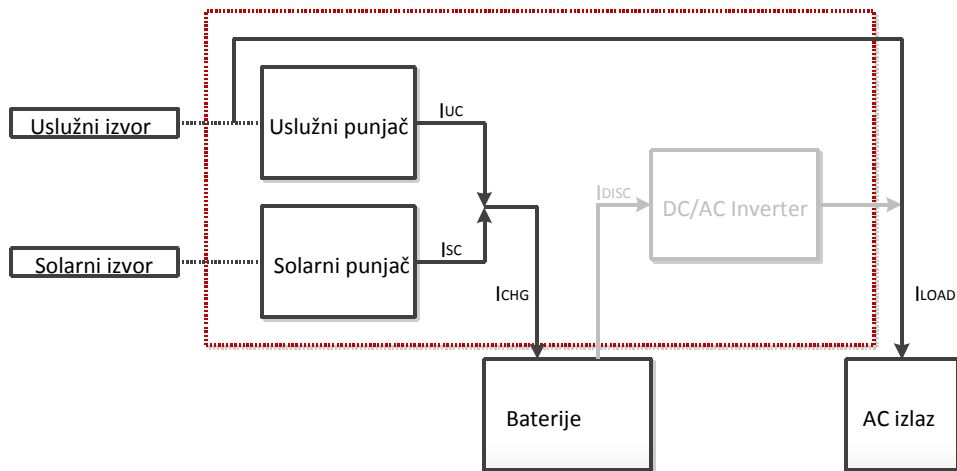 Uslužni izvor
Uslužni punjač
IUC
Solarni izvor
Solarni punjač
ISC
ICHG
IDISC
DC/AC Inverter
ILOAD
Baterije
AC izlaz